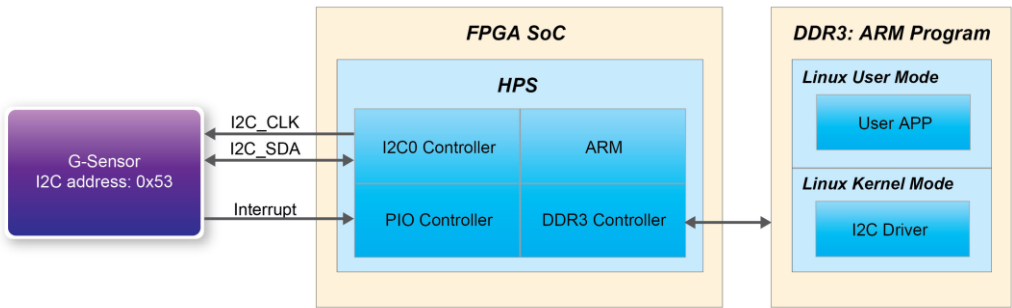 FPGA SoC
HPS
I2C0 Controller
ARM
PIO Controller
DDR3 Controller
G-Sensor
I2C address: 0x53
I2C_CLK
I2C_SDA
Interrupt
DDR3: ARM Program
Linux User Mode
User APP
Linux Kernel Mode
I2C Driver